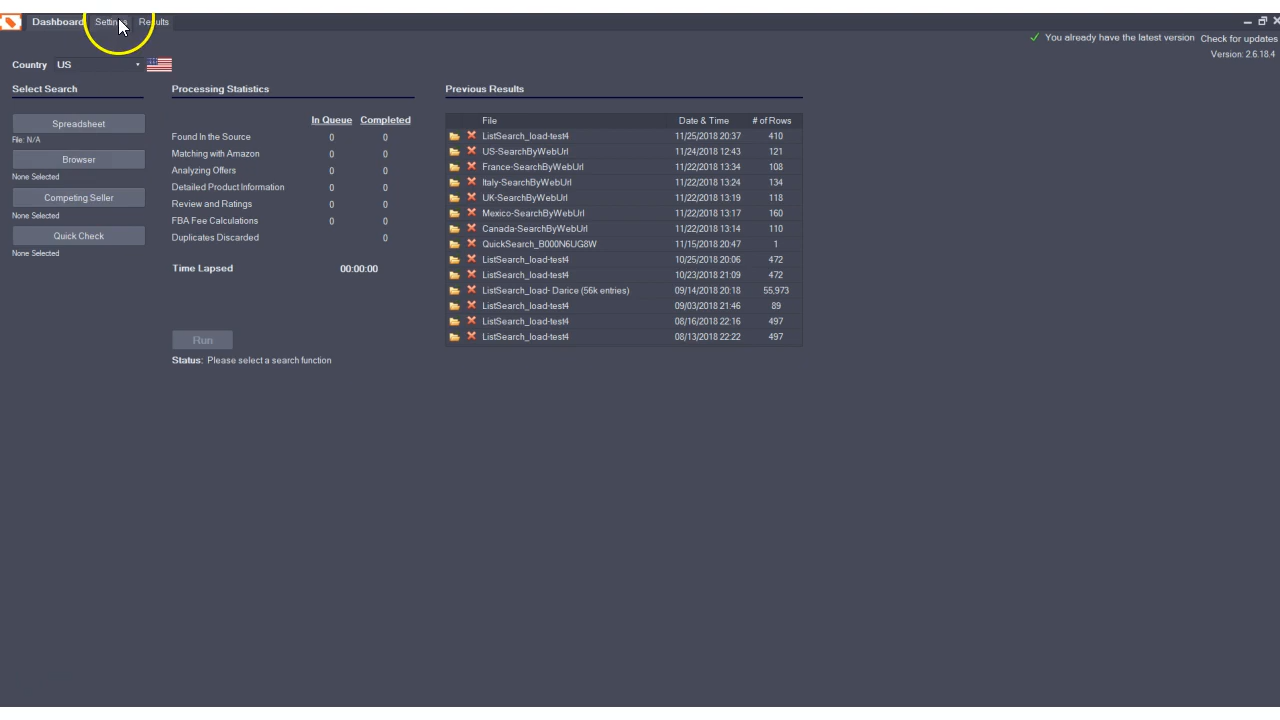 Dashboard Settings Results
You already have the latest version Check for updates
Version: 2.6.18.4
Country US
Select Search
Spreadsheet
File: N/A
Browser
None Selected
Competing Seller
None Selected
Quick Check
None Selected
Processing Statistics
In Queue Completed
Found In the Source 0 0
Matching with Amazon 0 0
Analyzing Offers 0 0
Detailed Product Information 0 0
Review and Ratings 0 0
FBA Fee Calculations 0 0
Duplicates Discarded 0
Time Lapsed 00:00:00
Run
Status: Please select a search function
Previous Results
File Date & Time # of Rows
ListSearch_load-test4 11/25/2018 20:37 410
US-SearchByWebUrl 11/24/2018 12:43 121
France-SearchByWebUrl 11/22/2018 13:34 108
Italy-SearchByWebUrl 11/22/2018 13:24 134
UK-SearchByWebUrl 11/22/2018 13:19 118
Mexico-SearchByWebUrl 11/22/2018 13:17 160
Canada-SearchByWebUrl 11/22/2018 13:14 110
QuickSearch_B000N6UG8W 11/15/2018 20:47 1
ListSearch_load-test4 10/25/2018 20:06 472
ListSearch_load-test4 10/23/2018 21:09 472
ListSearch_load- Darice (56k entries) 09/14/2018 20:18 55,973
ListSearch_load-test4 09/03/2018 21:46 89
ListSearch_load-test4 08/16/2018 22:16 497
ListSearch_load-test4 08/13/2018 22:22 497